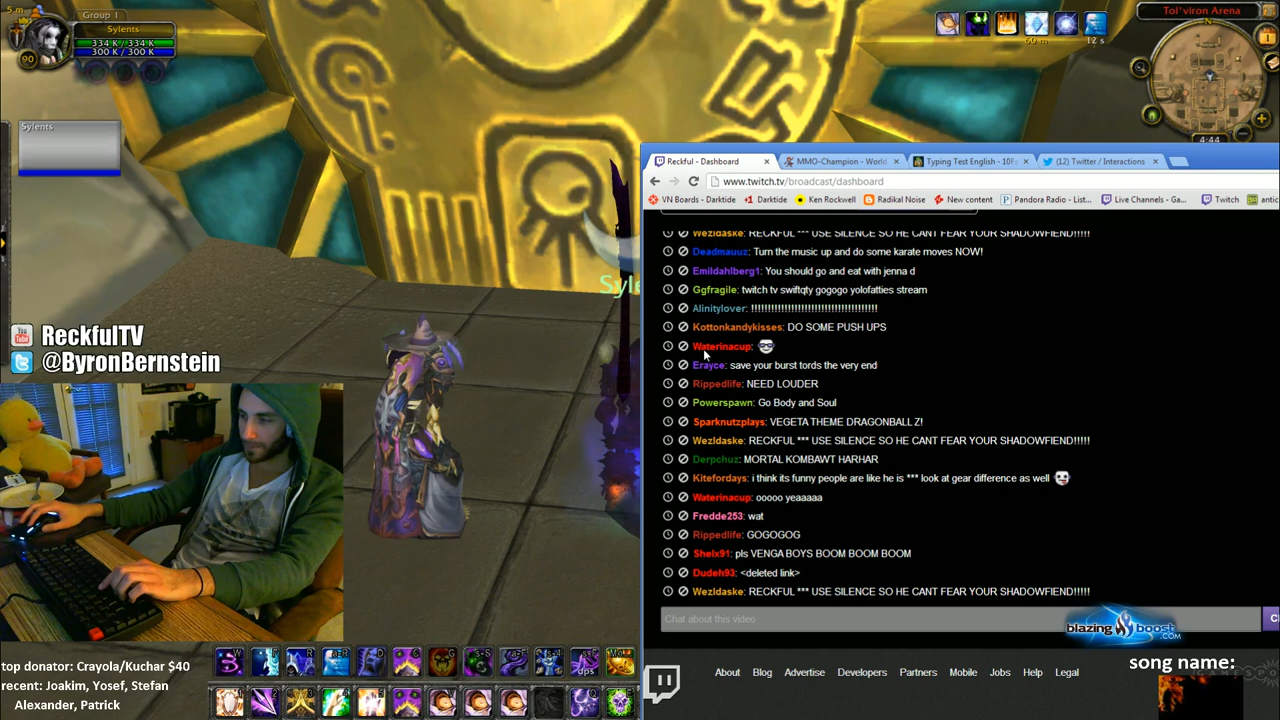 5 m
Group 1
Sylents
334 K / 334 K
300 K / 300 K
90
60 m
12 s
Tol'viron Arena
4:44
Sylents
Syle
ReckfulTV
@ByronBernstein
Reckful - Dashboard
MMO-Champion - World
Typing Test English - 10Fa
(12) Twitter / Interactions
www.twitch.tv/broadcast/dashboard
VN Boards - Darktide
+1 Darktide
Ken Rockwell
Radikal Noise
New content
Pandora Radio - List...
Live Channels - Ga...
Twitch
antic
Wezldaske: RECKFUL *** USE SILENCE SO HE CANT FEAR YOUR SHADOWFIEND!!!!!
Deadmauuz: Turn the music up and do some karate moves NOW!
Emildahlberg1: You should go and eat with jenna d
Ggfragile: twitch tv swiftqty gogogo yolofatties stream
Alinitylover: !!!!!!!!!!!!!!!!!!!!!!!!!!!!!!!!!!!!!!!!
Kottonkandykisses: DO SOME PUSH UPS
Waterinacup:
Erayce: save your burst tords the very end
Rippedlife: NEED LOUDER
Powerspawn: Go Body and Soul
Sparknutzplays: VEGETA THEME DRAGONBALL Z!
Wezldaske: RECKFUL *** USE SILENCE SO HE CANT FEAR YOUR SHADOWFIEND!!!!!
Derpchuz: MORTAL KOMBAWT HARHAR
Kitefordays: i think its funny people are like he is *** look at gear difference as well
Waterinacup: ooooo yeaaaaa
Fredde253: wat
Rippedlife: GOGOGOG
Shelx91: pls VENGA BOYS BOOM BOOM BOOM
Dudeh93: <deleted link>
Wezldaske: RECKFUL *** USE SILENCE SO HE CANT FEAR YOUR SHADOWFIEND!!!!!
Chat about this video
blazing boost.com
About Blog Advertise Developers Partners Mobile Jobs Help Legal
song name:
top donator: Crayola/Kuchar $40
recent: Joakim, Yosef, Stefan
Alexander, Patrick